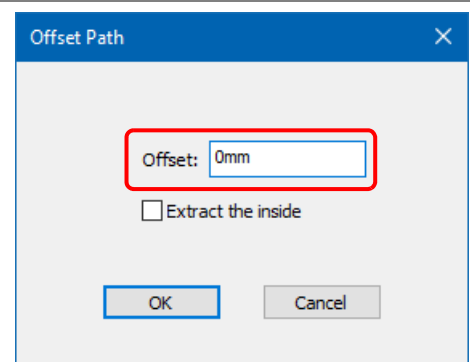 Offset Path
Offset: 0mm
Extract the inside
OK Cancel